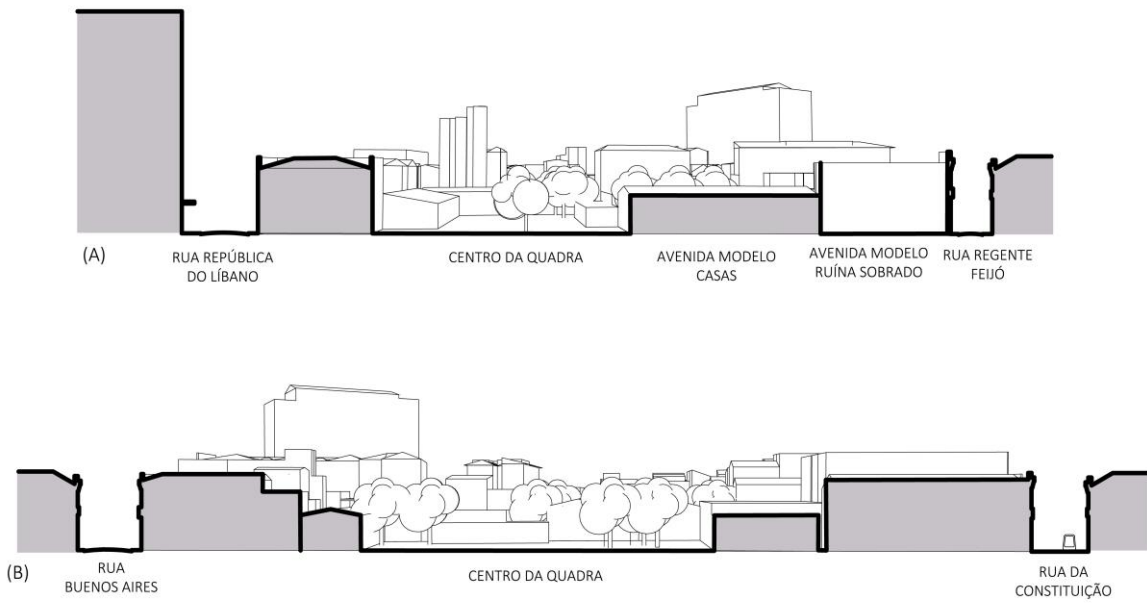 (A)
RUA REPÚBLICA
DO LÍBANO
CENTRO DA QUADRA
AVENIDA MODELO
CASAS
AVENIDA MODELO
RUÍNA SOBRADO
RUA REGENTE
FEIJÓ
(B)
RUA
BUENOS AIRES
CENTRO DA QUADRA
RUA DA
CONSTITUIÇÃO